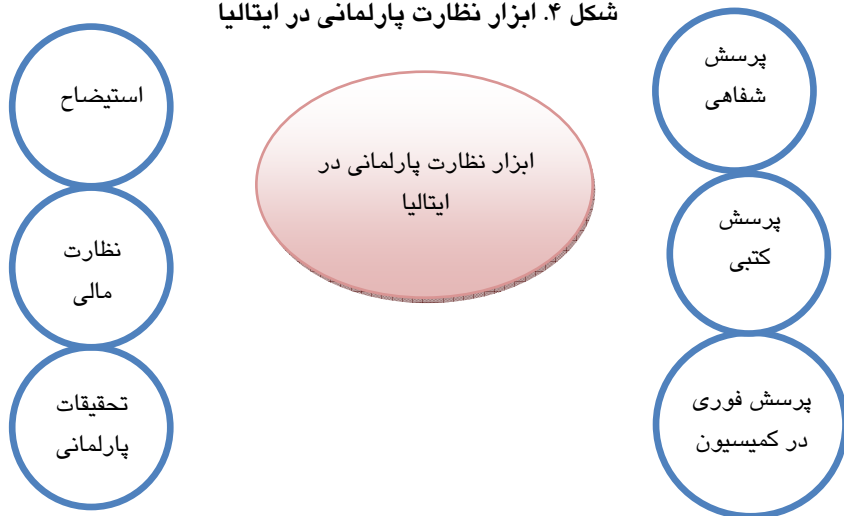 شکل ۴. ابزار نظارت پارلمانی در ایتالیا
پرسش
شفاهی
پرسش
کتبی
پرسش فوری
در کمیسیون
ابزار نظارت پارلمانی در
ایتالیا
استیضاح
نظارت
مالی
تحقیقات
پارلمانی